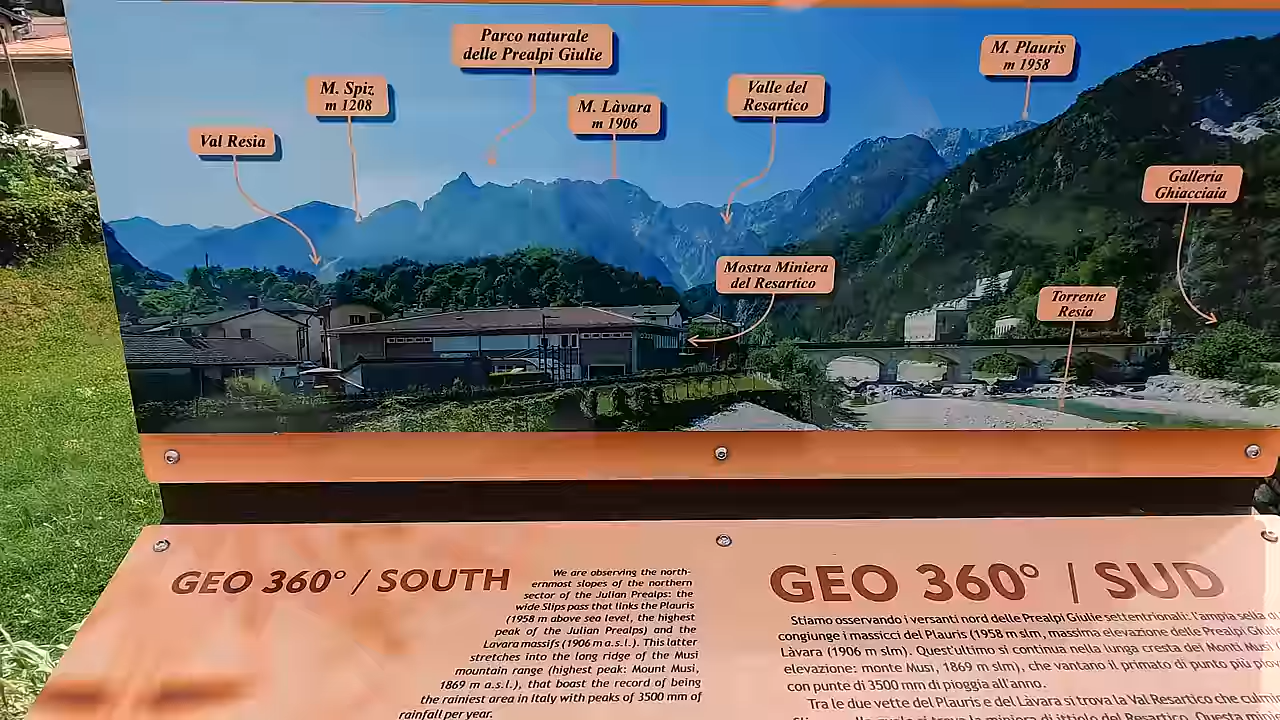 Parco naturale
delle Prealpi Giulie
M. Plauris
m 1958
M. Spiz
m 1208
Valle del
Resartico
M. Làvara
m 1906
Val Resia
Galleria
Ghiacciaia
Mostra Miniera
del Resartico
Torrente
Resia
GEO 360° / SOUTH
We are observing the north-
ernmost slopes of the northern
sector of the Julian Prealps: the
wide Slips pass that links the Plauris
(1958 m above sea level, the highest
peak of the Julian Prealps) and the
Lavara massifs (1906 m a.s.l.). This latter
stretches into the long ridge of the Musi
mountain range (highest peak: Mount Musi,
1869 m a.s.l.), that boast the record of being
the rainiest area in Italy with peaks of 3500 mm of
rainfall per year.
GEO 360° | SUD
Stiamo osservando i versanti nord delle Prealpi Giulie settentrionali: l'ampia sella
congiunge i massicci del Plauris (1958 m slm, massima elevazione delle Prealpi
Làvara (1906 m slm). Quest'ultimo si continua nella lunga cresta dei Monti
elevazione: monte Musi, 1869 m slm), che vantano il primato di punto più
con punte di 3500 mm di pioggia all'anno.
Tra le due vette del Plauris e del Làvara si trova la Val Resartico che
si trova la miniera di ittiolo del Resartico. Questa